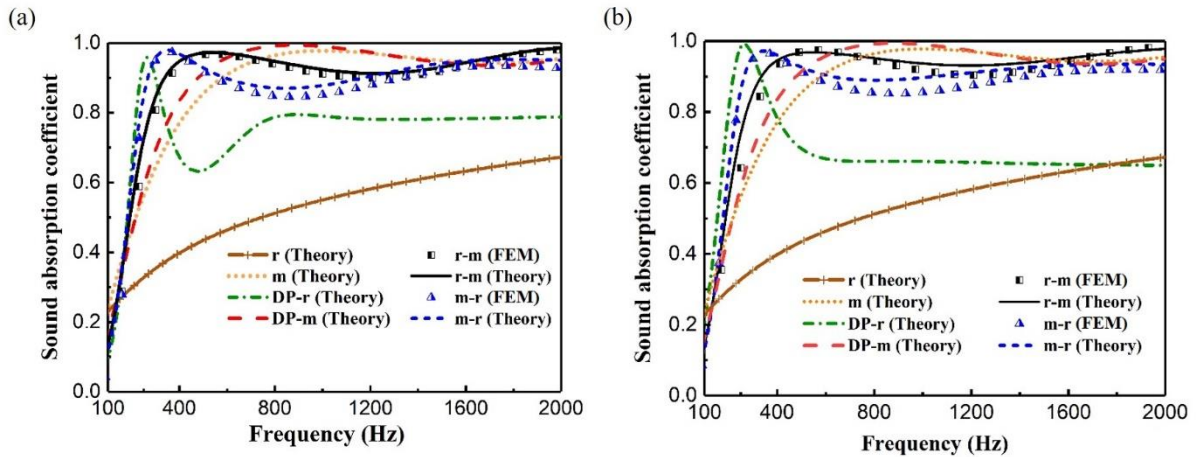 (a)
1.0
0.8
0.6
0.4
0.2
0.0
Sound absorption coefficient
r (Theory)
m (Theory)
DP-r (Theory)
DP-m (Theory)
r-m (FEM)
r-m (Theory)
m-r (FEM)
m-r (Theory)
100 400 800 1200 1600 2000
Frequency (Hz)
(b)
1.0
0.8
0.6
0.4
0.2
0.0
Sound absorption coefficient
r (Theory)
m (Theory)
DP-r (Theory)
DP-m (Theory)
r-m (FEM)
r-m (Theory)
m-r (FEM)
m-r (Theory)
100 400 800 1200 1600 2000
Frequency (Hz)